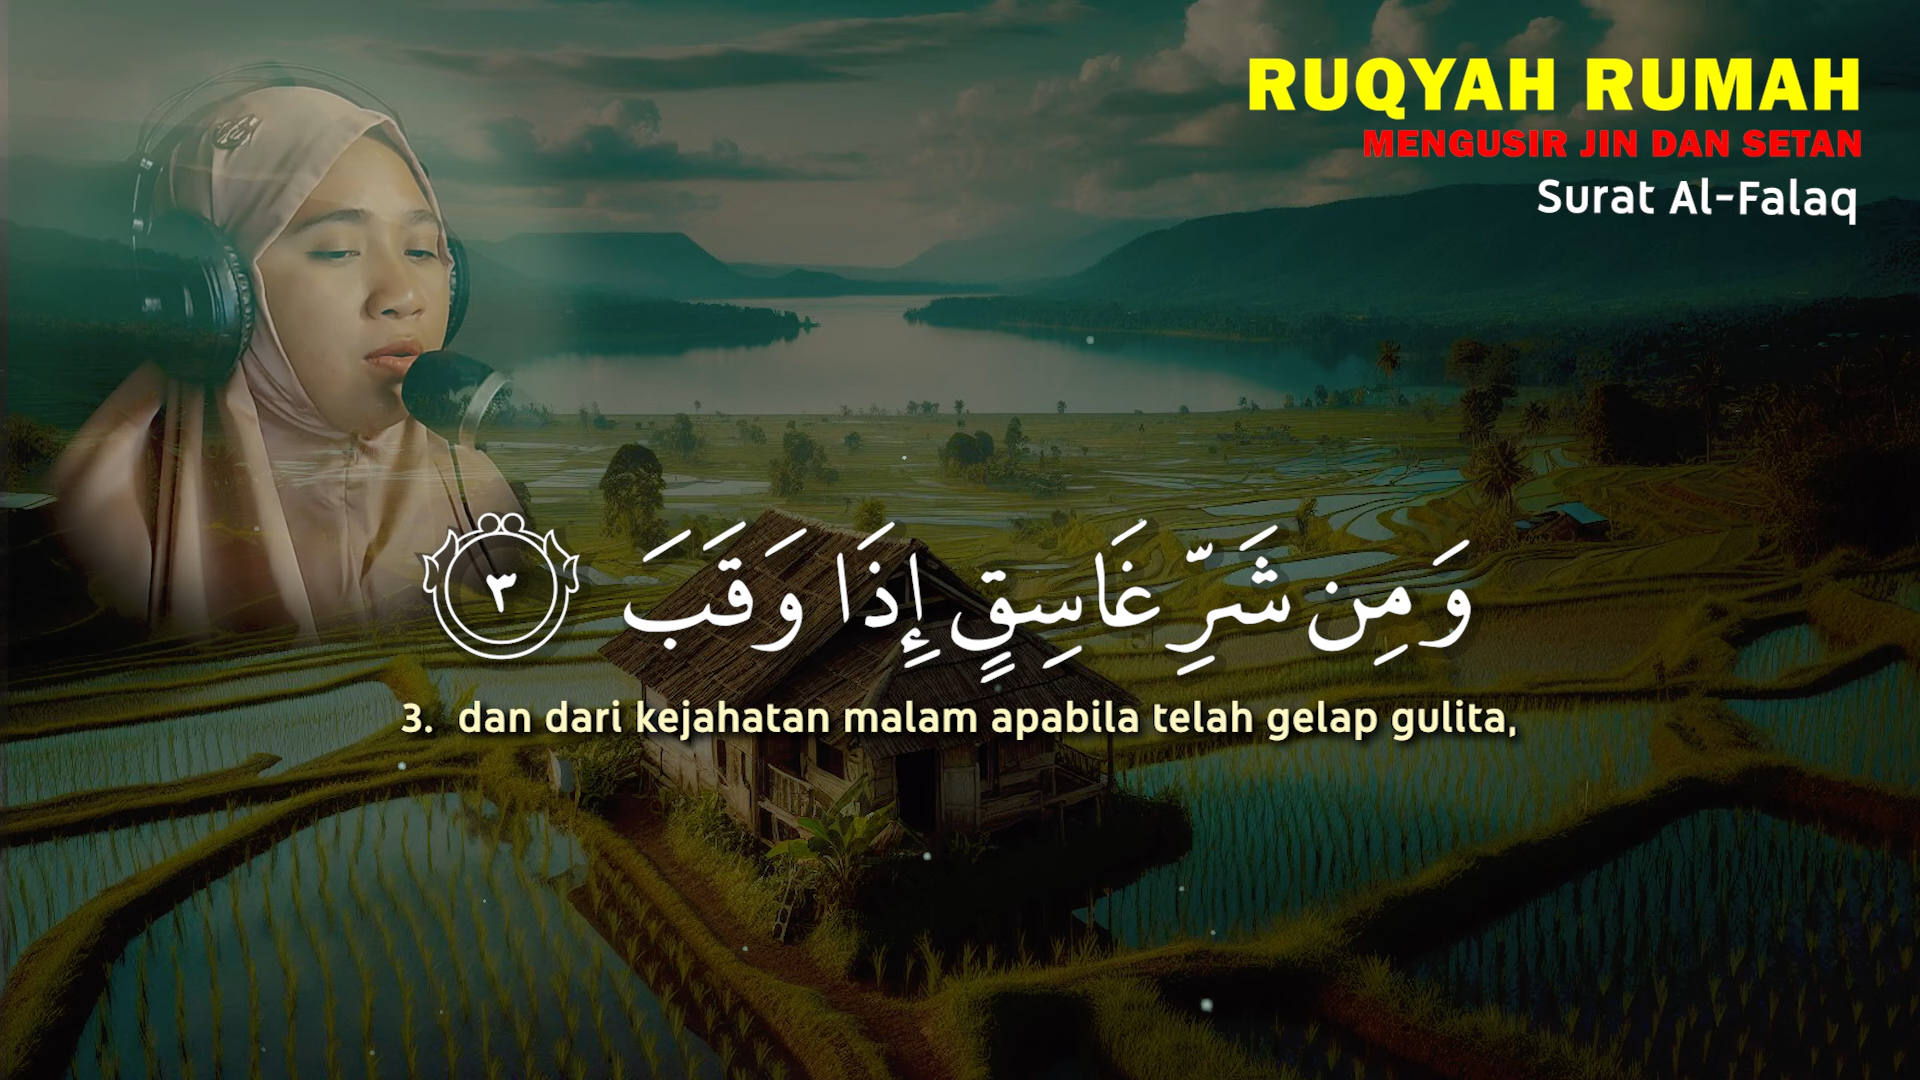 RUQYAH RUMAH
MENGUSIR JIN DAN SETAN
Surat Al-Falaq
وَمِن شَرِّ غَاسِقٍ إِذَا وَقَبَ ٣
3. dan dari kejahatan malam apabila telah gelap gulita,